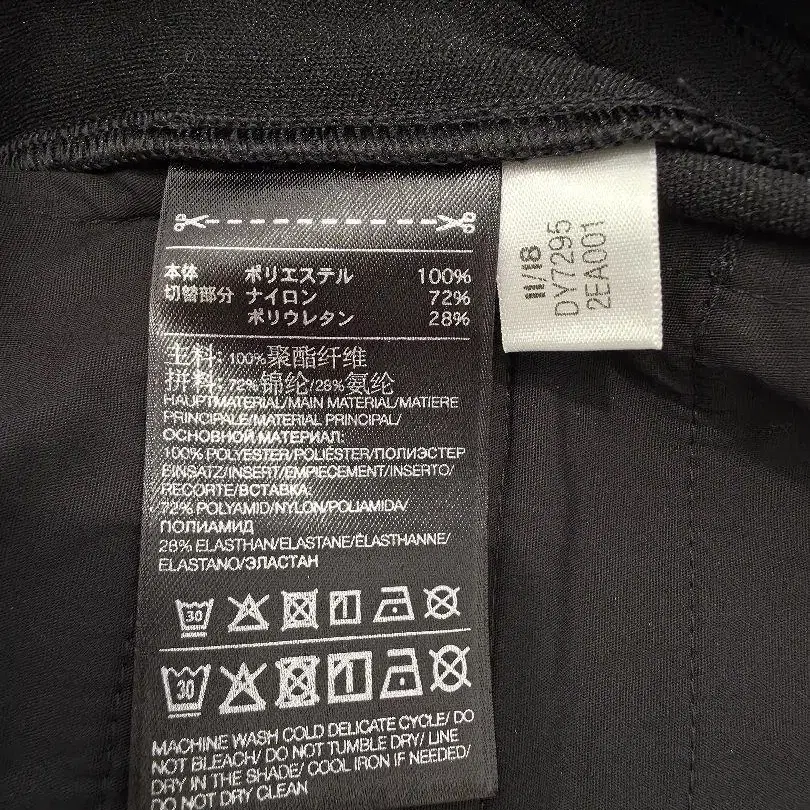 本体 ポリエステル 100%
切替部分 ナイロン 72%
ポリウレタン 28%
主料: 100%聚酯纤维
拼料: 72%锦纶/28%氨纶
HAUPTMATERIAL/MAIN MATERIAL/MATIERE
PRINCIPALE/MATERIAL PRINCIPAL/
ОСНОВНОЙ МАТЕРИАЛ:
100% POLYESTER/POLIÉSTER/ПОЛИЭСТЕР
EINSATZ/INSERT/EMPIECEMENT/INSERTO/
RECORTE/ВСТАВКА:
72% POLYAMID/NYLON/POLIAMIDA/
ПОЛИАМИД
28% ELASTHAN/ELASTANE/ÉLASTHANNE/
ELASTANO/ЭЛАСТАН
30
30
MACHINE WASH COLD DELICATE CYCLE/ DO
NOT BLEACH/ DO NOT TUMBLE DRY/ LINE
DRY IN THE SHADE/ COOL IRON IF NEEDED/
DO NOT DRY CLEAN
11/18
DY7295
2EA001